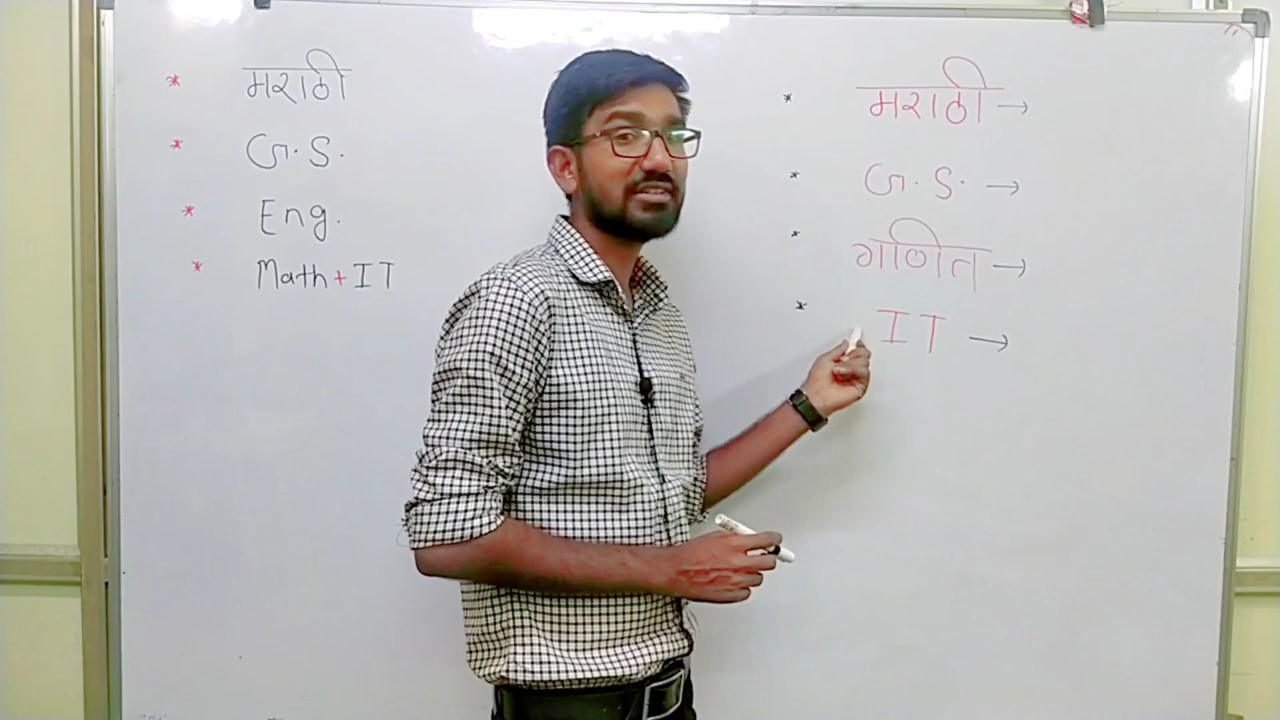 * मराठी
* G.S.
* Eng.
* Math + IT
* मराठी →
* G.S. →
* गणित →
* IT →